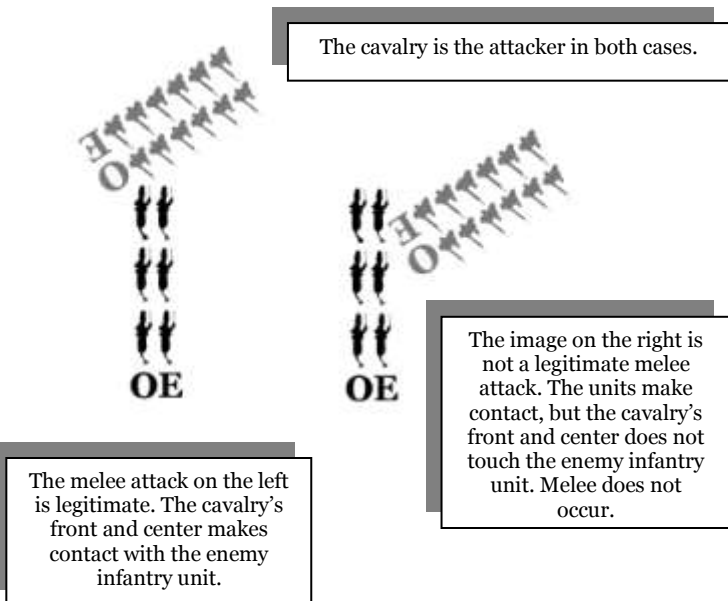 The cavalry is the attacker in both cases.
E
O
E
O
OE
OE
The image on the right is
not a legitimate melee
attack. The units make
contact, but the cavalry’s
front and center does not
touch the enemy infantry
unit. Melee does not
occur.
The melee attack on the left
is legitimate. The cavalry’s
front and center makes
contact with the enemy
infantry unit.